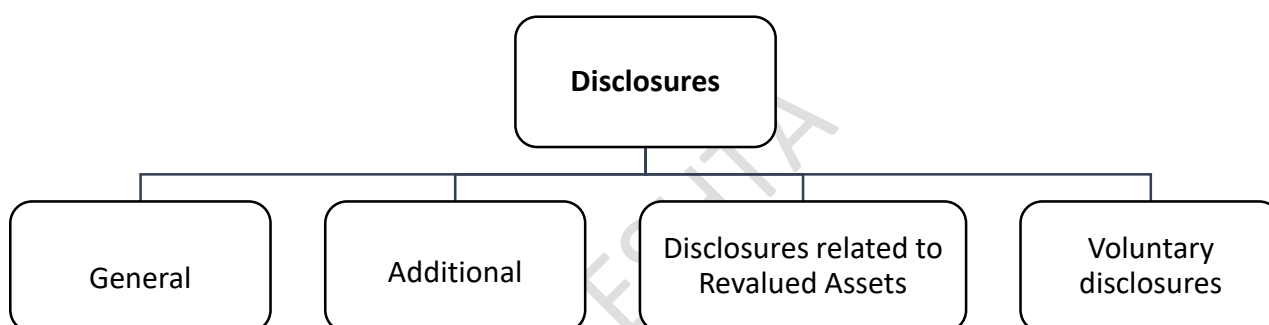 Disclosures
General
Additional
Disclosures related to
Revalued Assets
Voluntary
disclosures